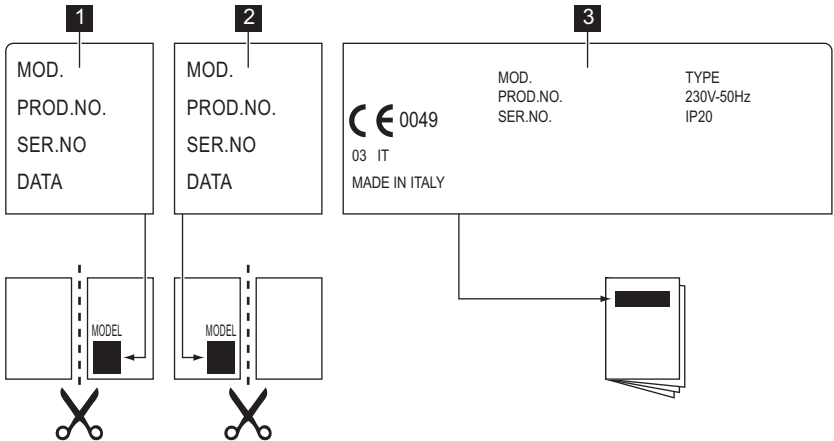 1
MOD.
PROD.NO.
SER.NO
DATA
MODEL
2
MOD.
PROD.NO.
SER.NO
DATA
MODEL
3
MOD.
PROD.NO.
SER.NO.
TYPE
230V-50Hz
IP20
CE 0049
03 IT
MADE IN ITALY